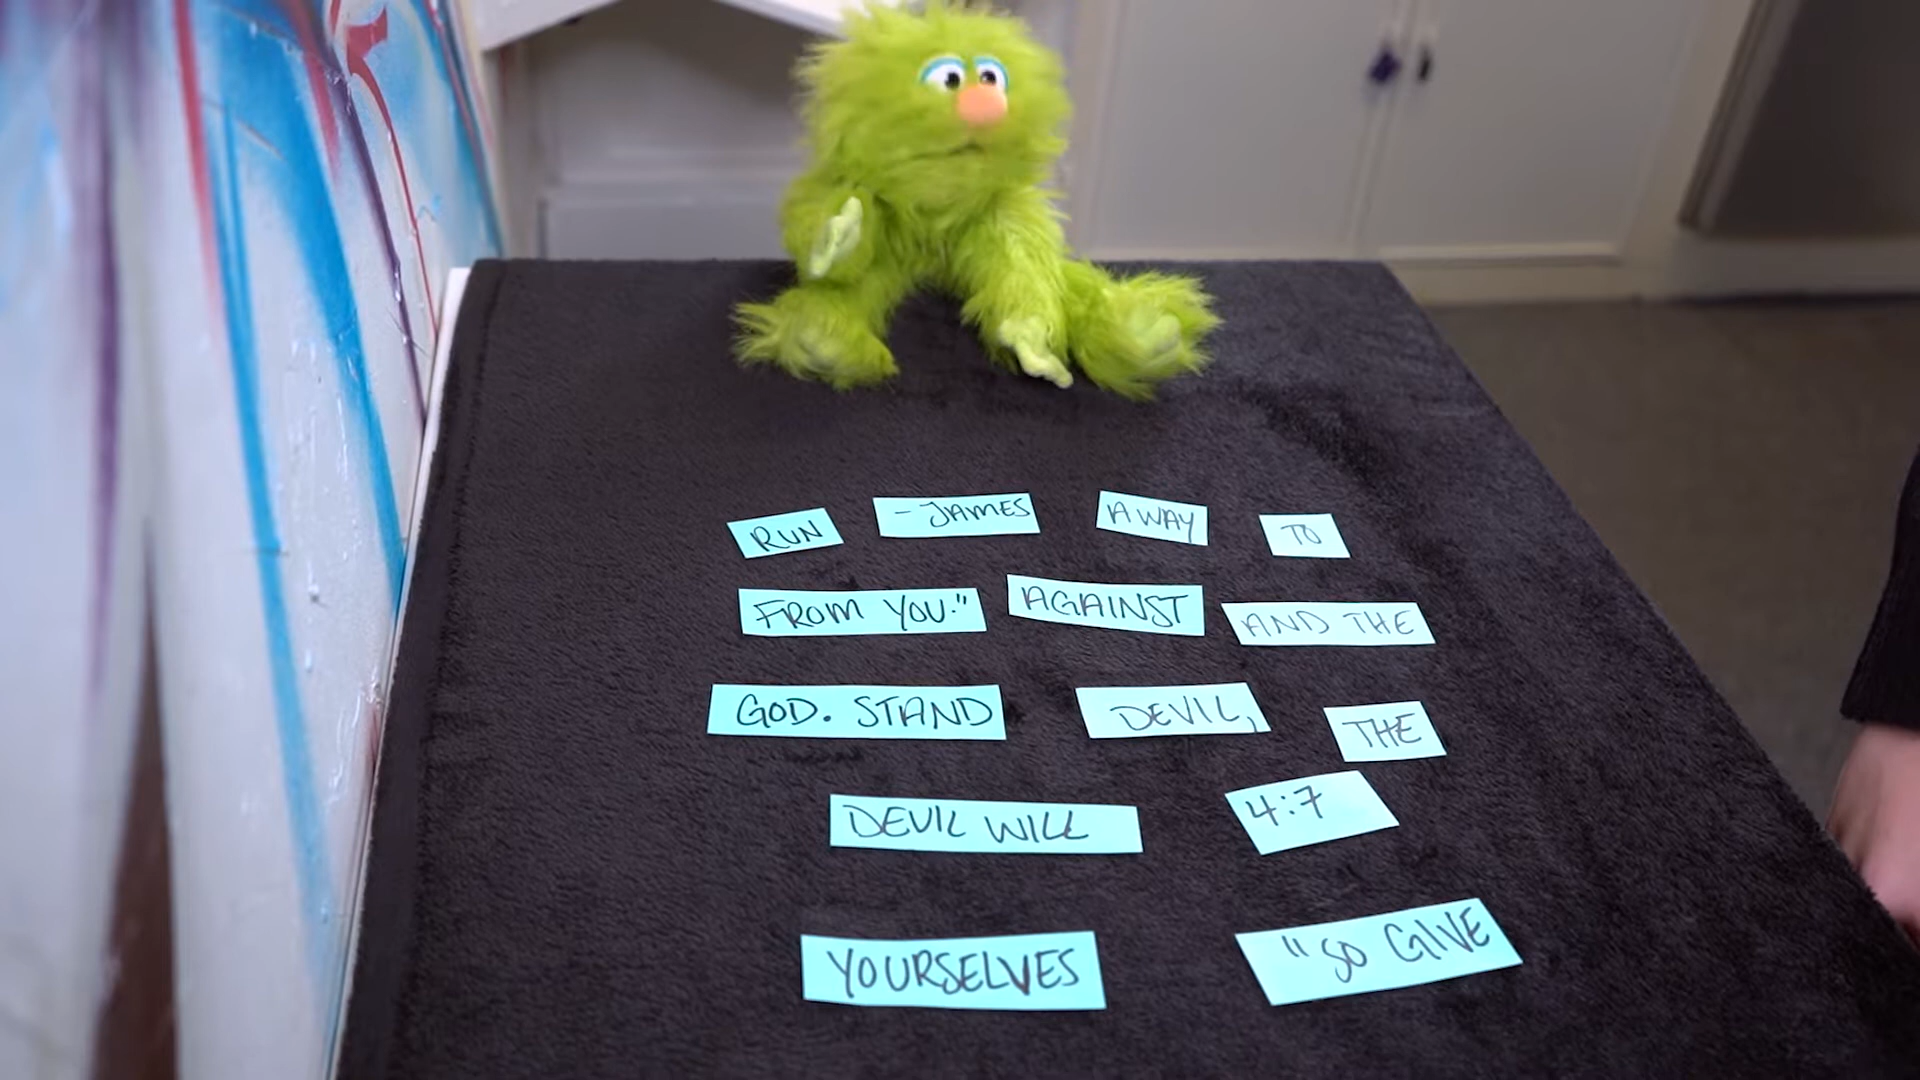 RUN - JAMES AWAY TO
FROM YOU." AGAINST AND THE
GOD. STAND DEVIL, THE
DEVIL WILL 4:7
YOURSELVES "SO GIVE